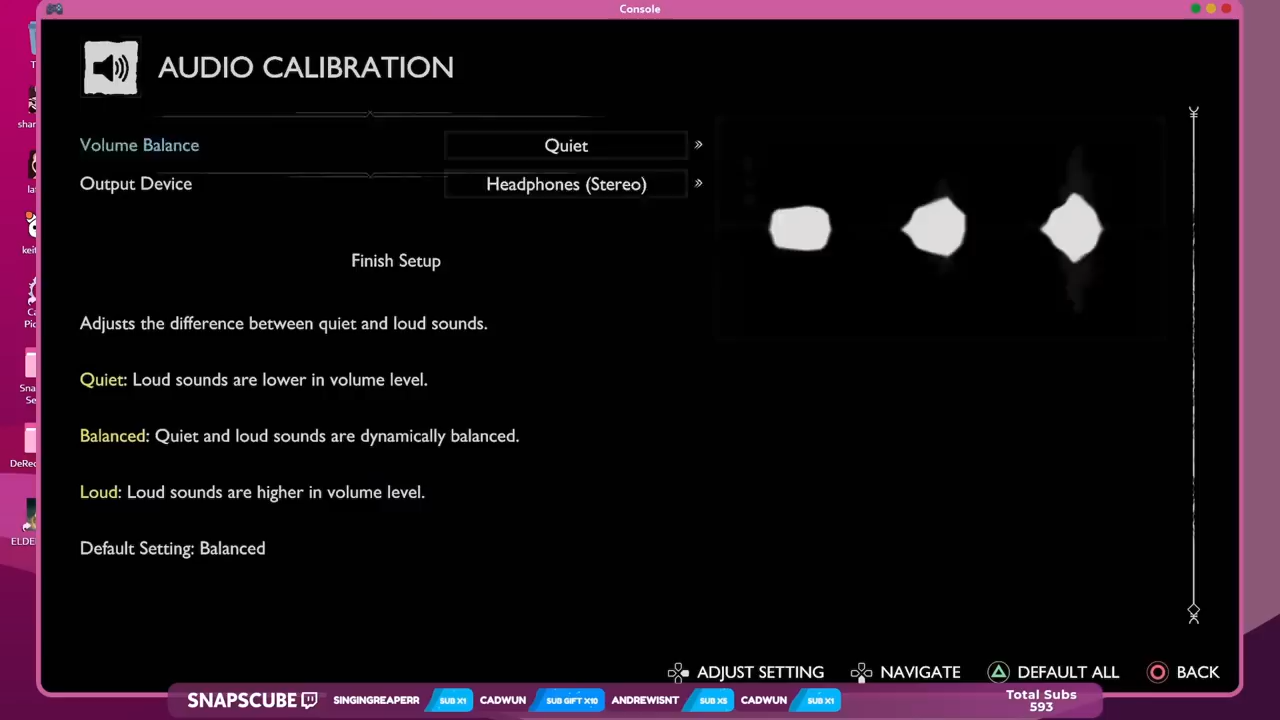 Console
AUDIO CALIBRATION
Volume Balance
Quiet
Output Device
Headphones (Stereo)
Finish Setup
Adjusts the difference between quiet and loud sounds.
Quiet: Loud sounds are lower in volume level.
Balanced: Quiet and loud sounds are dynamically balanced.
Loud: Loud sounds are higher in volume level.
Default Setting: Balanced
ADJUST SETTING
NAVIGATE
DEFAULT ALL
BACK
SNAPSCUBE
SINGINGREAPERR SUB X1 CADWUN SUB GIFT X10 ANDREWISNT SUB X5 CADWUN SUB X1
Total Subs
593